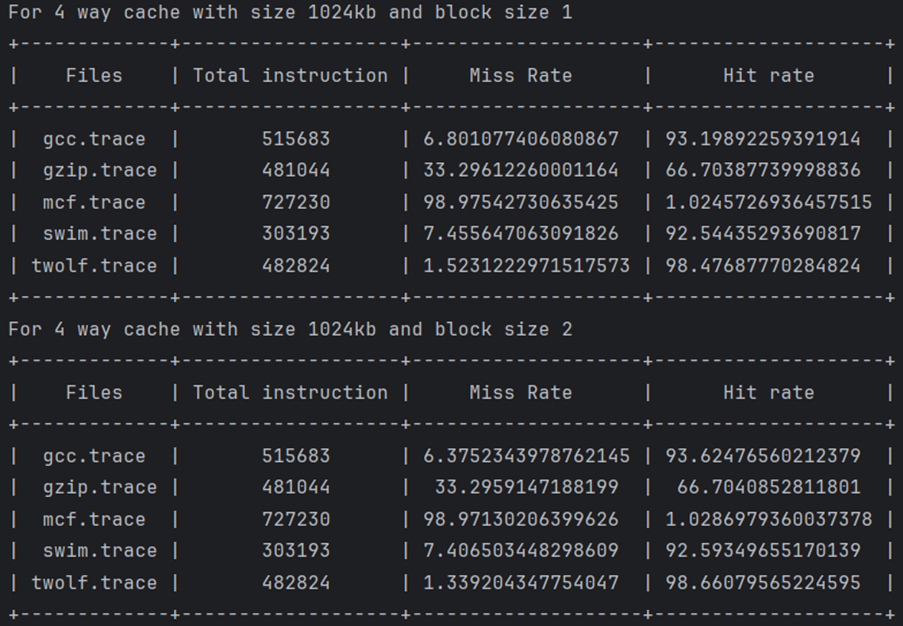 For 4 way cache with size 1024kb and block size 1
+-------------+--------------------+--------------------+--------------------+
| Files | Total instruction | Miss Rate | Hit rate |
+-------------+--------------------+--------------------+--------------------+
| gcc.trace | 515683 | 6.801077406080867 | 93.19892259391914 |
| gzip.trace | 481044 | 33.29612260001164 | 66.70387739998836 |
| mcf.trace | 727230 | 98.97542730635425 | 1.0245726936457515 |
| swim.trace | 303193 | 7.455647063091826 | 92.54435293690817 |
| twolf.trace | 482824 | 1.5231222971517573 | 98.47687770284824 |
+-------------+--------------------+--------------------+--------------------+
For 4 way cache with size 1024kb and block size 2
+-------------+--------------------+--------------------+--------------------+
| Files | Total instruction | Miss Rate | Hit rate |
+-------------+--------------------+--------------------+--------------------+
| gcc.trace | 515683 | 6.3752343978762145 | 93.62476560212379 |
| gzip.trace | 481044 | 33.2959147188199 | 66.7040852811801 |
| mcf.trace | 727230 | 98.97130206399626 | 1.0286979360037378 |
| swim.trace | 303193 | 7.406503448298609 | 92.59349655170139 |
| twolf.trace | 482824 | 1.339204347754047 | 98.66079565224595 |
+-------------+--------------------+--------------------+--------------------+